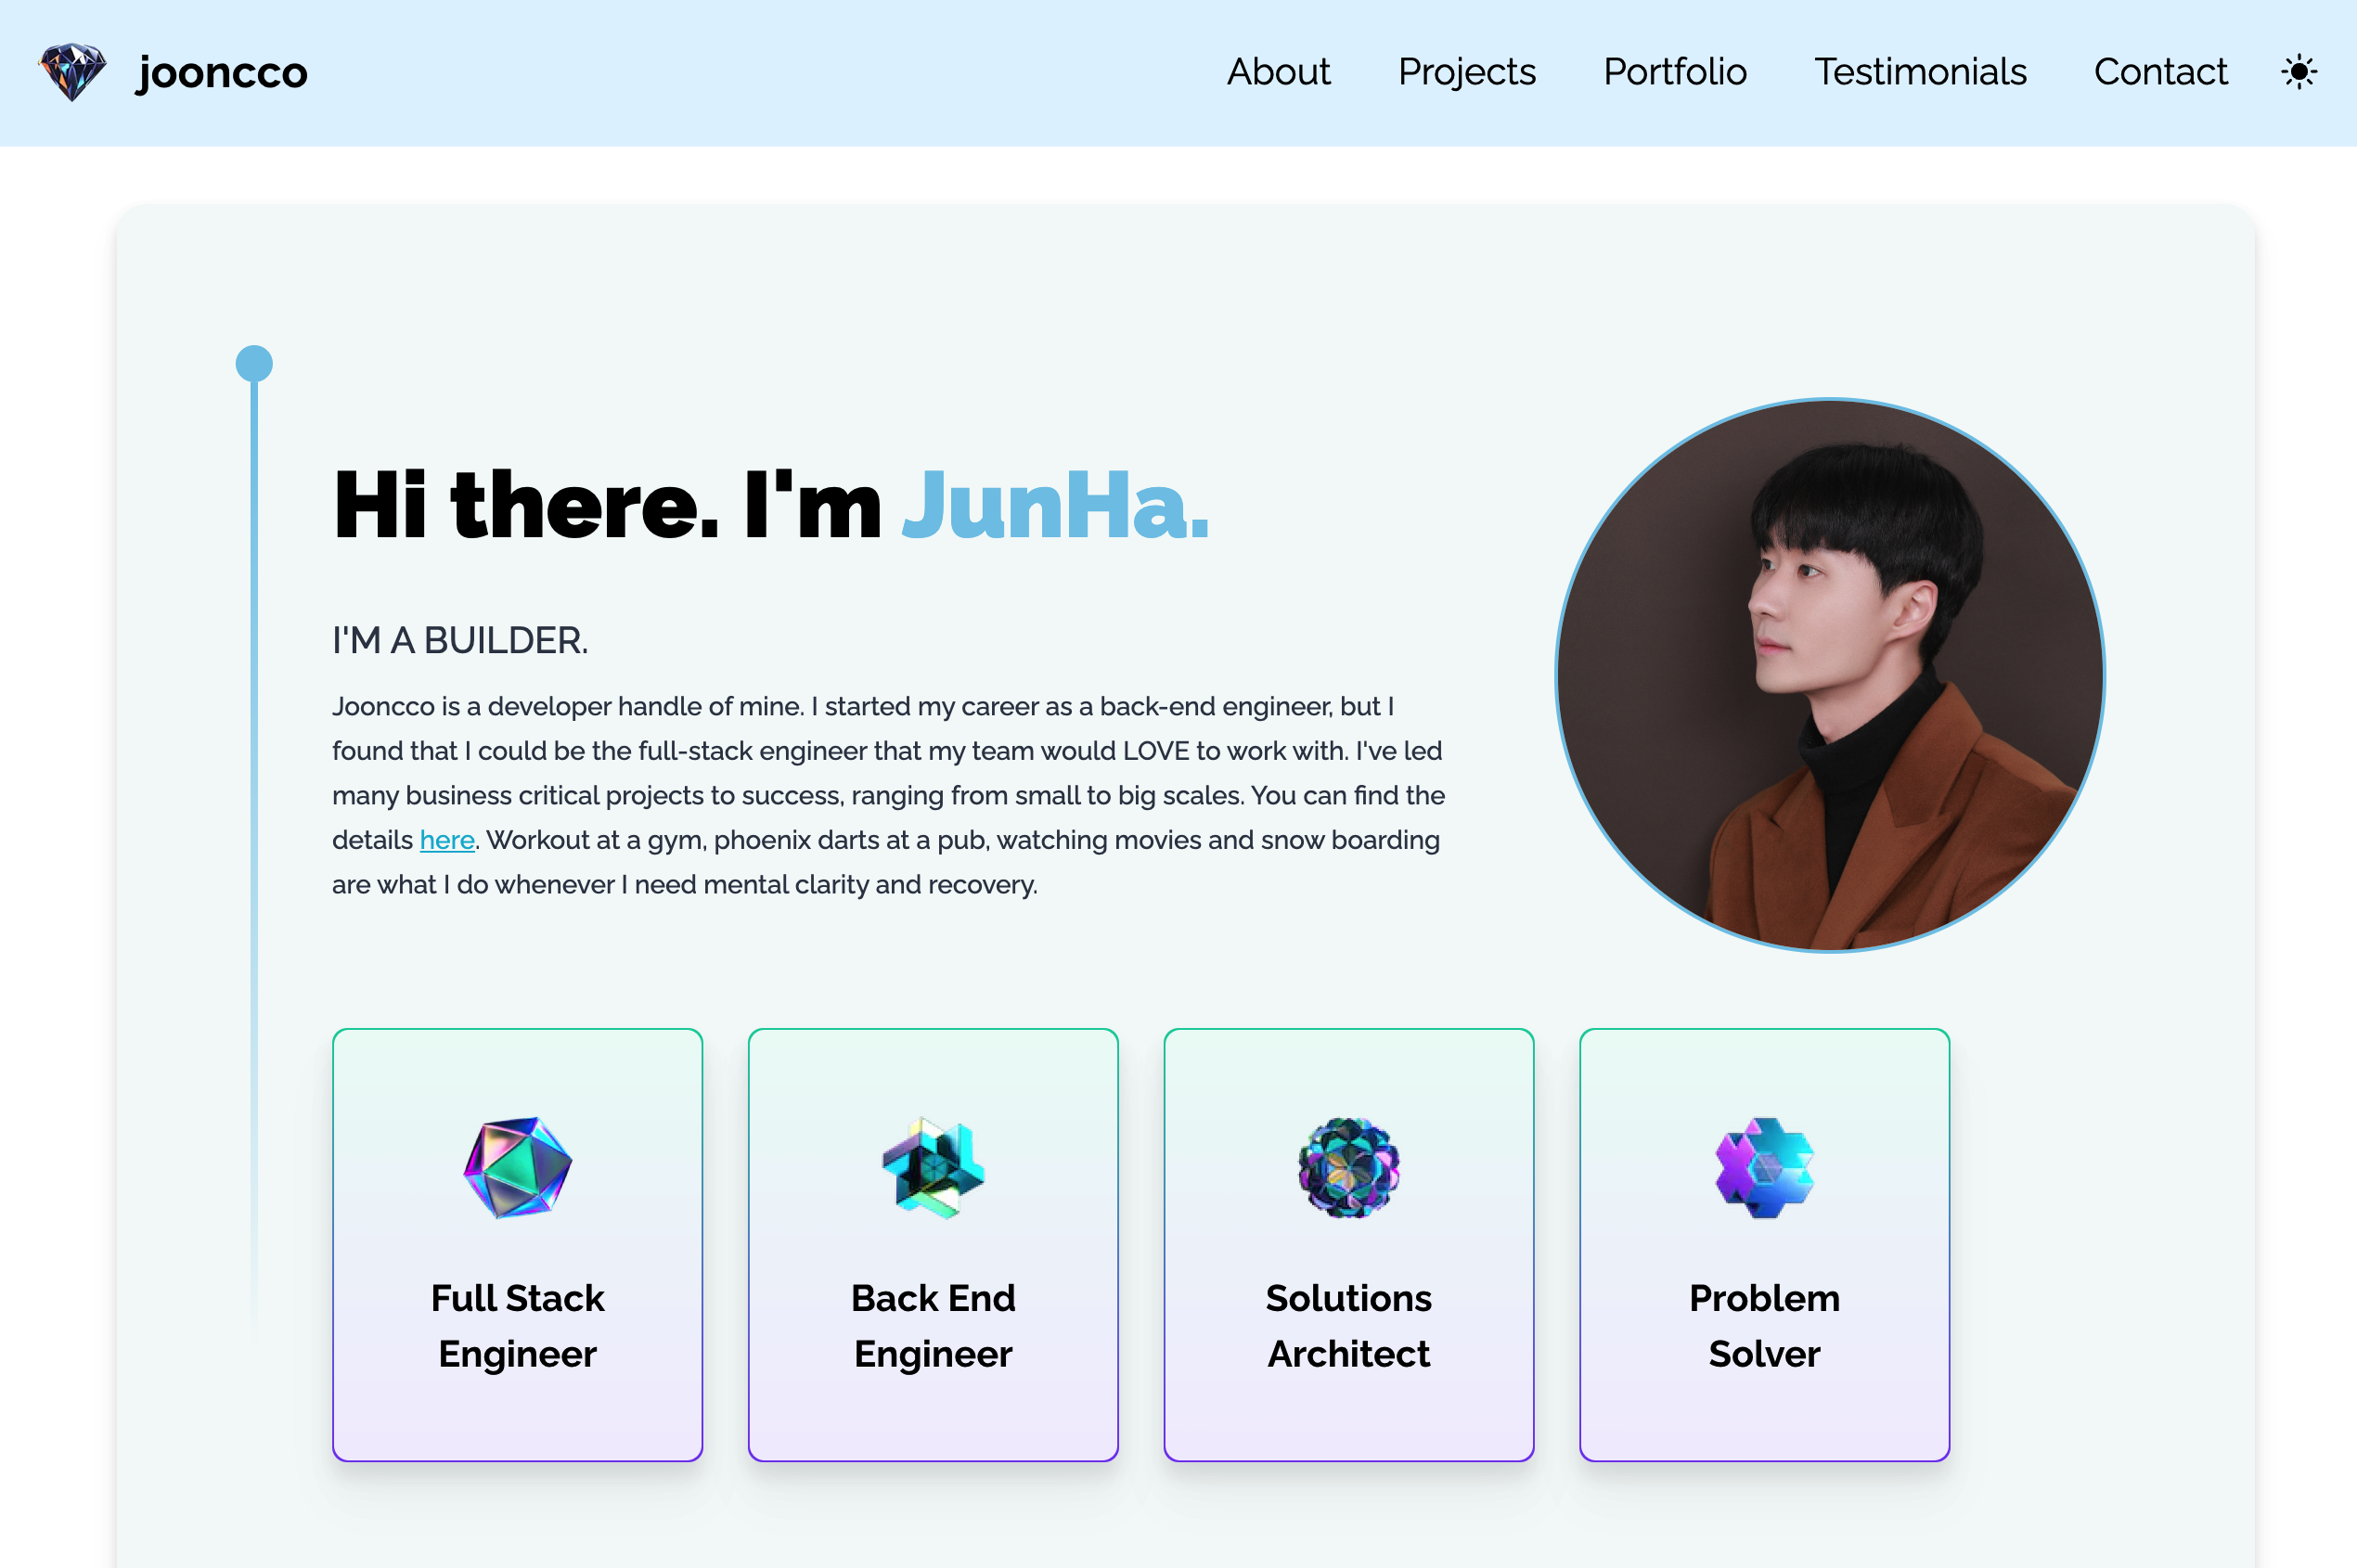 jooncco
About Projects Portfolio Testimonials Contact
Hi there. I'm JunHa.
I'M A BUILDER.
Jooncco is a developer handle of mine. I started my career as a back-end engineer, but I
found that I could be the full-stack engineer that my team would LOVE to work with. I've led
many business critical projects to success, ranging from small to big scales. You can find the
details here. Workout at a gym, phoenix darts at a pub, watching movies and snow boarding
are what I do whenever I need mental clarity and recovery.
Full Stack
Engineer
Back End
Engineer
Solutions
Architect
Problem
Solver